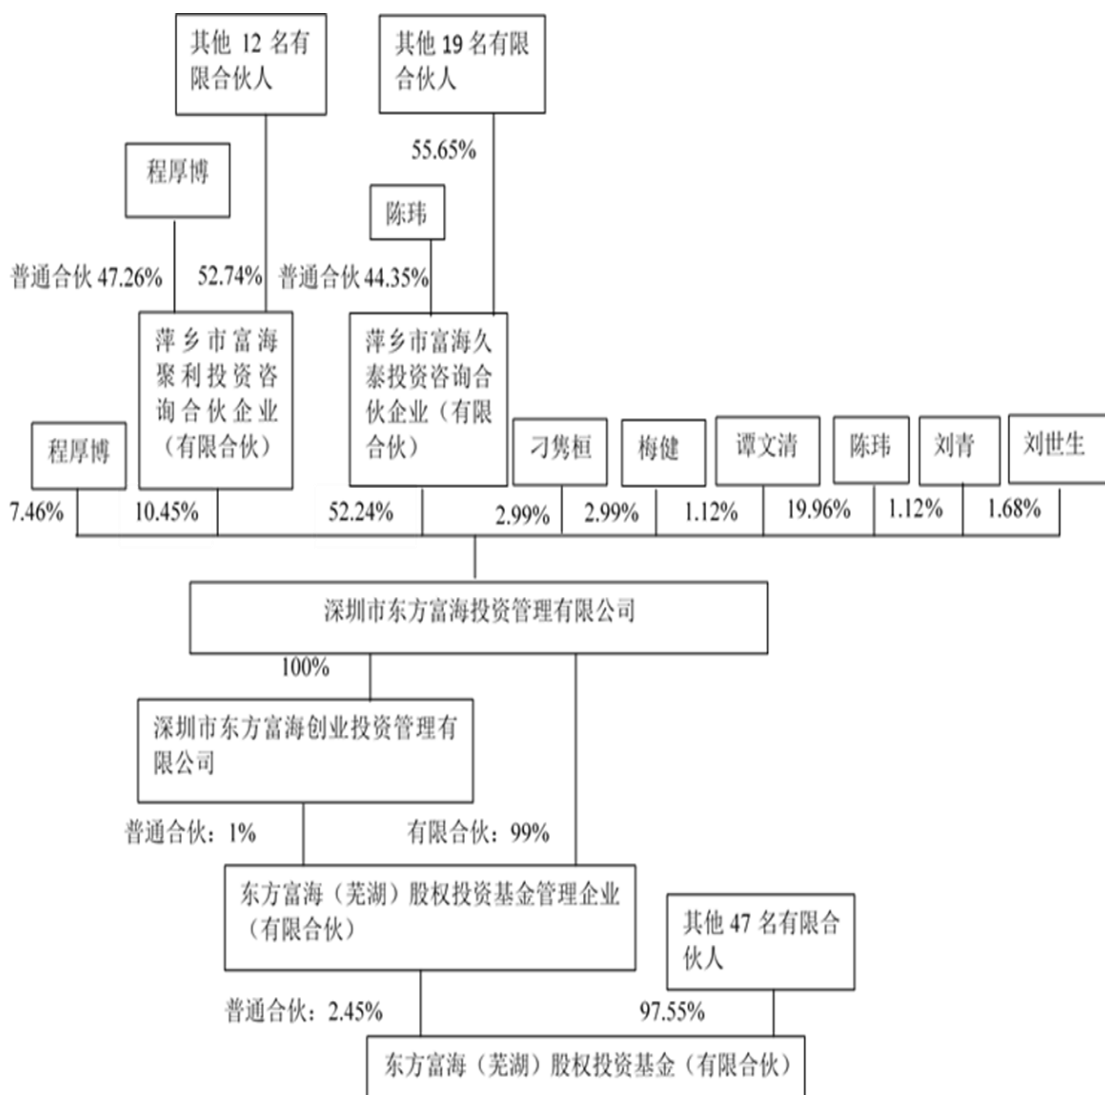 其他 12 名有
限合伙人
其他 19 名有限
合伙人
55.65%
程厚博
陈玮
普通合伙 47.26%
52.74%
普通合伙 44.35%
萍乡市富海
聚利投资咨
询合伙企业
（有限合伙）
萍乡市富海久
泰投资咨询合
伙企业（有限
合伙）
程厚博
刁隽桓
梅健
谭文清
陈玮
刘青
刘世生
7.46%
10.45%
52.24%
2.99%
2.99%
1.12%
19.96%
1.12%
1.68%
深圳市东方富海投资管理有限公司
100%
深圳市东方富海创业投资管理有
限公司
普通合伙：1%
有限合伙：99%
东方富海（芜湖）股权投资基金管理企业
（有限合伙）
其他 47 名有限合
伙人
普通合伙：2.45%
97.55%
东方富海（芜湖）股权投资基金（有限合伙）